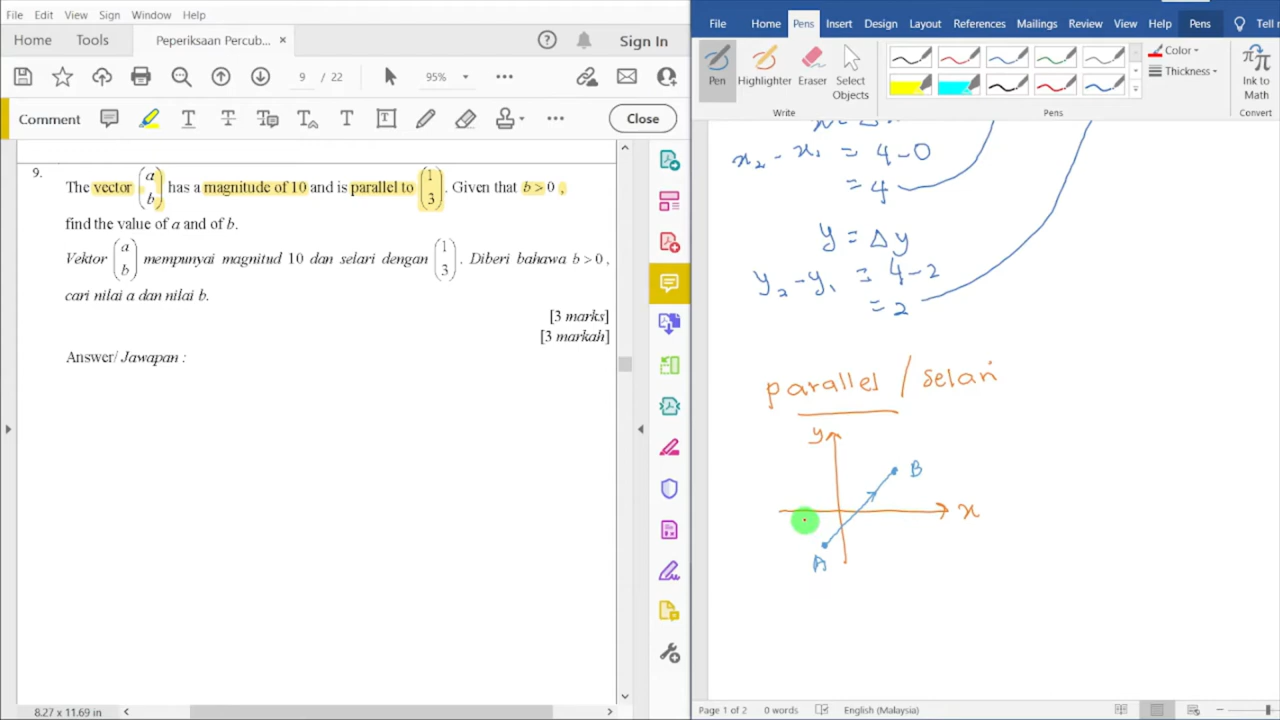 File Edit View Sign Window Help
Home Tools Peperiksaan Percub... × Sign In
9 / 22 95%
Comment Close
9.
The vector (a b) has a magnitude of 10 and is parallel to (1 3). Given that b > 0 ,
find the value of a and of b.
Vektor (a b) mempunyai magnitud 10 dan selari dengan (1 3). Diberi bahawa b > 0 ,
cari nilai a dan nilai b.
[3 marks]
[3 markah]
Answer/ Jawapan :
8.27 x 11.69 in
File Home Pens Insert Design Layout References Mailings Review View Help Pens Tell
Pen Highlighter Eraser Select Objects
Color
Thickness
Ink to Math
Write Pens Convert
x₂ - x₁ = 4 - 0
= 4
y = Δy
y₂ - y₁ = 4 - 2
= 2
parallel / selari
y
B
x
A
Page 1 of 2 0 words English (Malaysia)